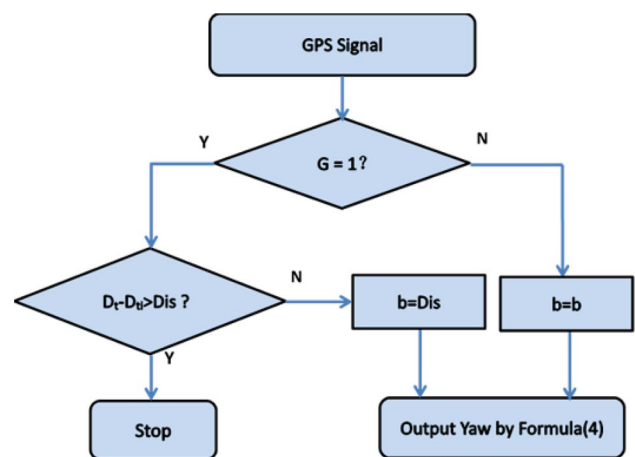 GPS Signal
Y
N
G = 1?
Dt-Dti>Dis ?
N
b=Dis
b=b
Y
Stop
Output Yaw by Formula(4)